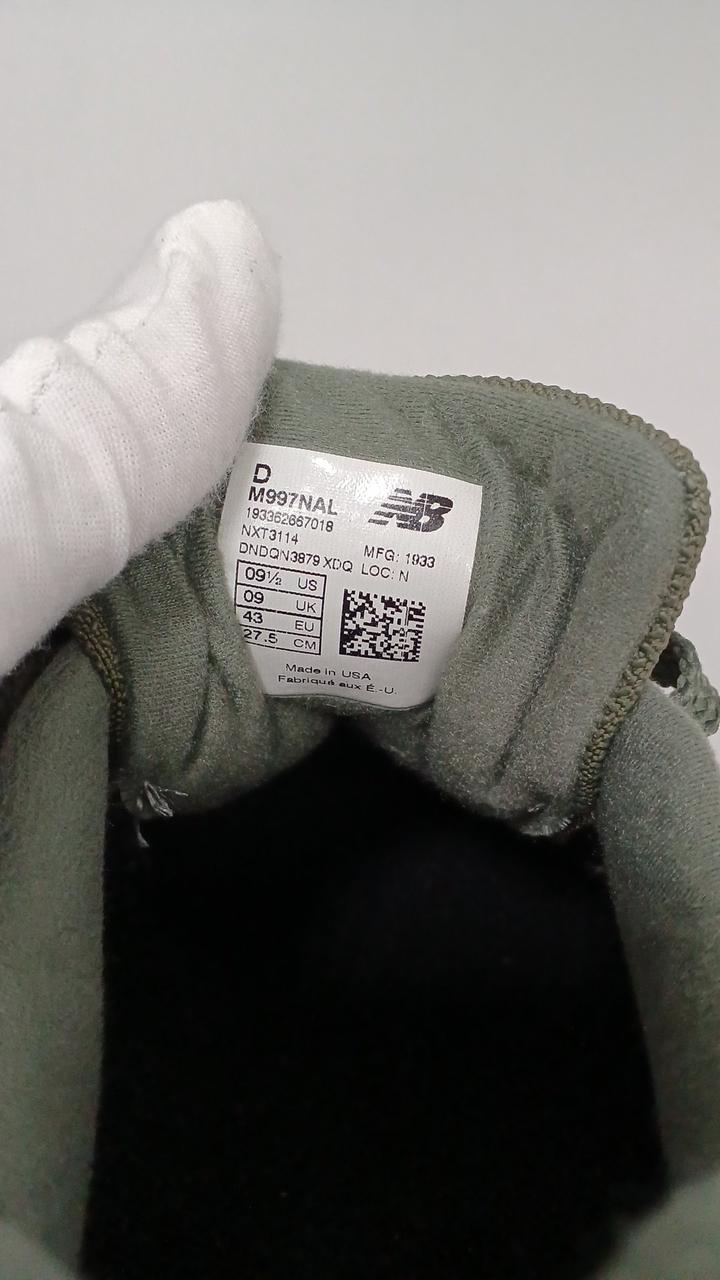 D
M997NAL
193362667018
NXT3114
DNDQN3879 XDQ
NB
MFG: 1933
LOC: N
09½ US
09 UK
43 EU
27.5 CM
Made in USA
Fabriqué aux É.-U.